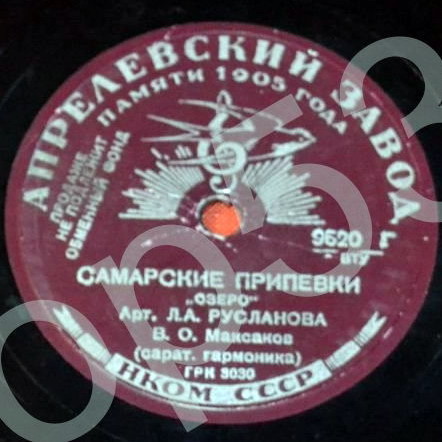 АПРЕЛЕВСКИЙ ЗАВОД
ПАМЯТИ 1905 ГОДА
ПРОДАЖЕ
НЕ ПОДЛЕЖИТ
ОБМЕННЫЙ ФОНД
9520 г
САМАРСКИЕ ПРИПЕВКИ
„ОЗЕРО"
Арт. Л.А. РУСЛАНОВА
В. О. Максаков
(сарат. гармоника)
ГРК 3030
НКОМ СССР